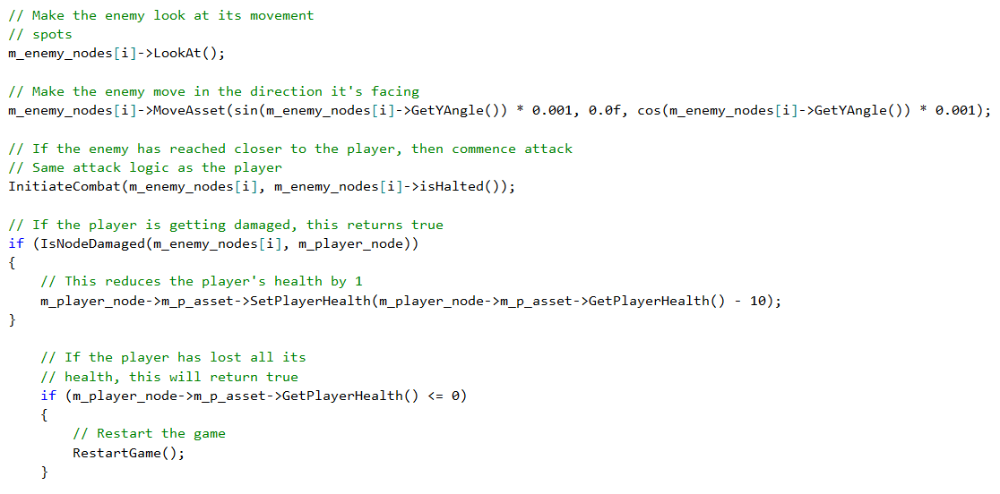 // Make the enemy look at its movement
// spots
m_enemy_nodes[i]->LookAt();
// Make the enemy move in the direction it's facing
m_enemy_nodes[i]->MoveAsset(sin(m_enemy_nodes[i]->GetYAngle()) * 0.001, 0.0f, cos(m_enemy_nodes[i]->GetYAngle()) * 0.001);
// If the enemy has reached closer to the player, then commence attack
// Same attack logic as the player
InitiateCombat(m_enemy_nodes[i], m_enemy_nodes[i]->isHalted());
// If the player is getting damaged, this returns true
if (IsNodeDamaged(m_enemy_nodes[i], m_player_node))
{
    // This reduces the player's health by 1
    m_player_node->m_p_asset->SetPlayerHealth(m_player_node->m_p_asset->GetPlayerHealth() - 10);
}
    // If the player has lost all its
    // health, this will return true
    if (m_player_node->m_p_asset->GetPlayerHealth() <= 0)
    {
        // Restart the game
        RestartGame();
    }